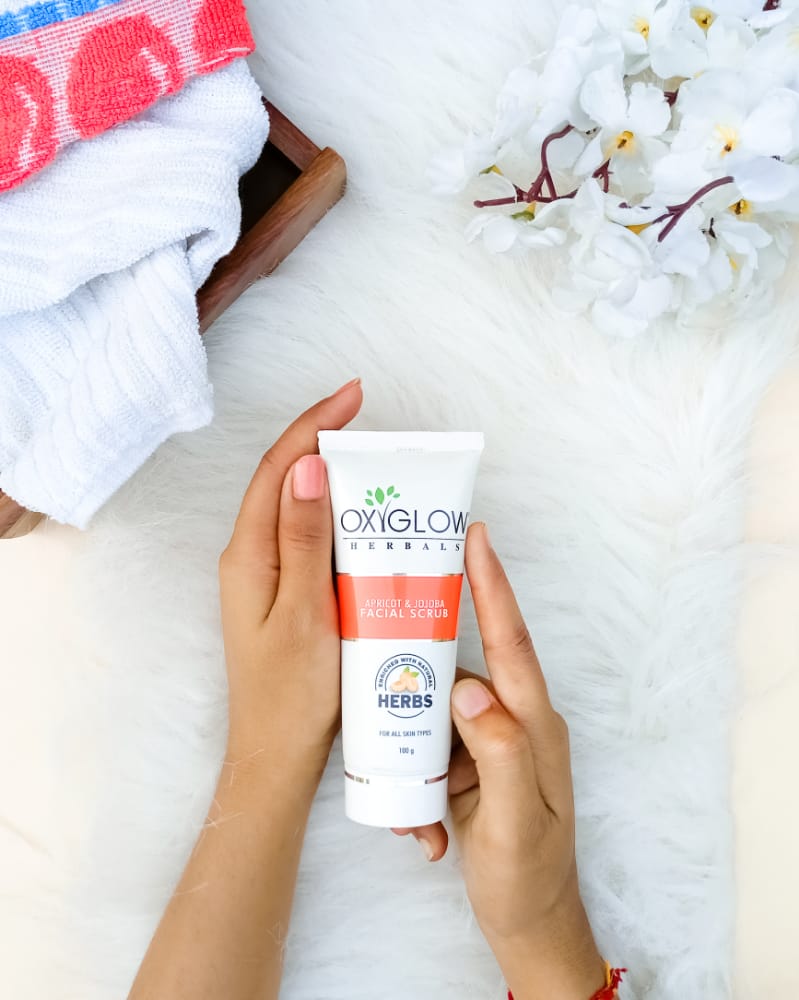 OXYGLOW
HERBALS
APRICOT & JOJOBA
FACIAL SCRUB
ENRICHED WITH NATURAL
HERBS
FOR ALL SKIN TYPES
100 g